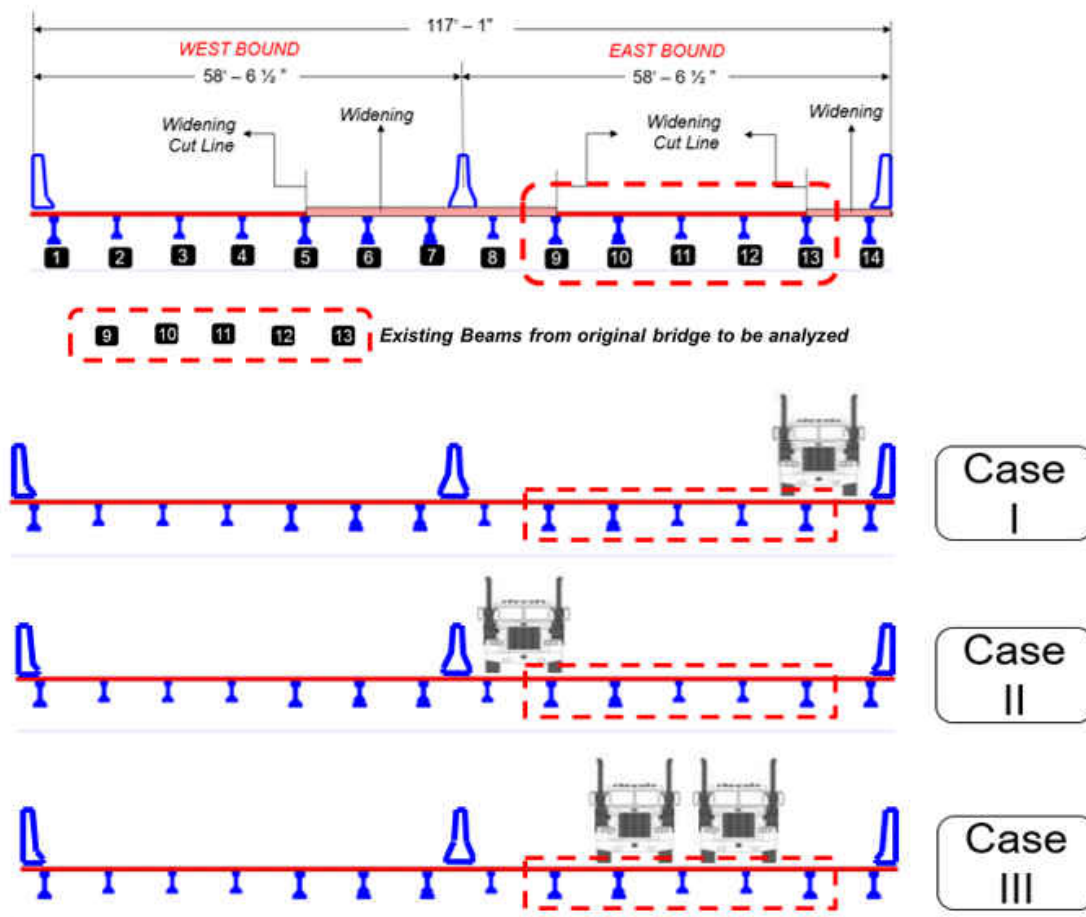 117' – 1"
WEST BOUND
EAST BOUND
58' – 6 ½ "
58' – 6 ½ "
Widening
Cut Line
Widening
Widening
Cut Line
Widening
1 2 3 4 5 6 7 8 9 10 11 12 13 14
9 10 11 12 13 Existing Beams from original bridge to be analyzed
Case
I
Case
II
Case
III